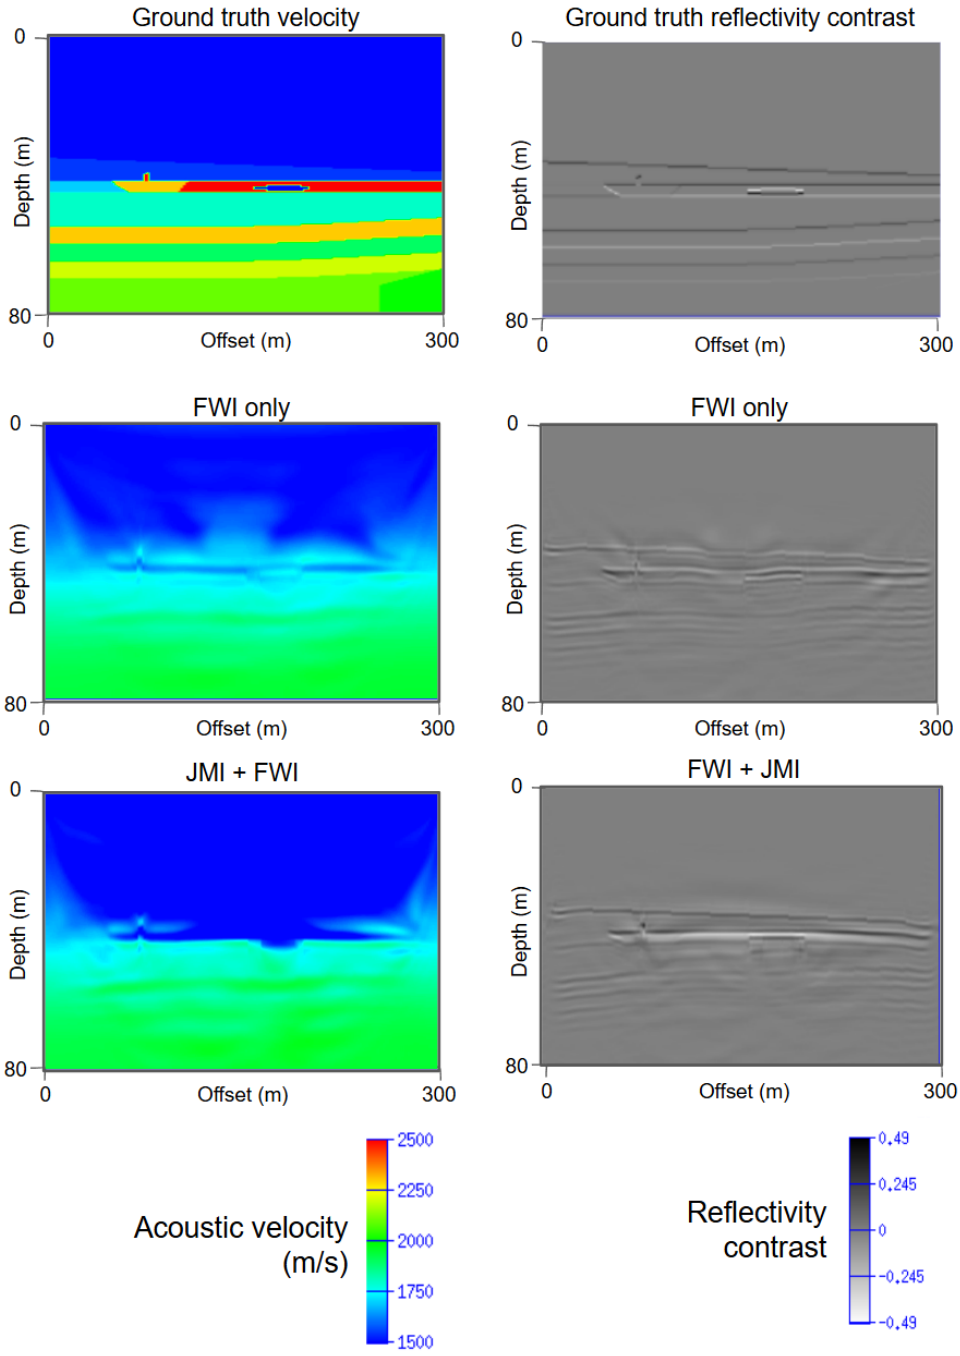 Ground truth velocity
Ground truth reflectivity contrast
0
Depth (m)
80
0
Offset (m)
300
0
Depth (m)
80
0
Offset (m)
300
FWI only
FWI only
0
Depth (m)
80
0
Offset (m)
300
0
Depth (m)
80
0
Offset (m)
300
JMI + FWI
FWI + JMI
0
Depth (m)
80
0
Offset (m)
300
0
Depth (m)
80
0
Offset (m)
300
Acoustic velocity
(m/s)
2500
2250
2000
1750
1500
Reflectivity
contrast
0.49
0.245
0
-0.245
-0.49